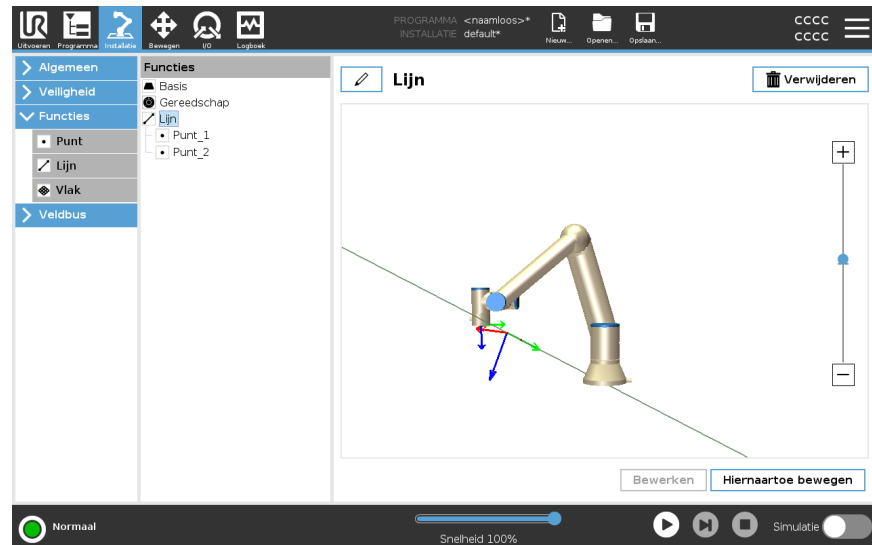 PROGRAMMA <naamloos>*
INSTALLATIE default*
Uitvoeren Programma Installatie Bewegen I/O Logboek
Nieuw... Openen... Opslaan...
cccc
cccc
Algemeen
Veiligheid
Functies
Punt
Lijn
Vlak
Veldbus
Functies
Basis
Gereedschap
Lijn
Punt_1
Punt_2
Lijn
Verwijderen
Bewerken
Hiernaartoe bewegen
Normaal
Snelheid 100%
Simulatie